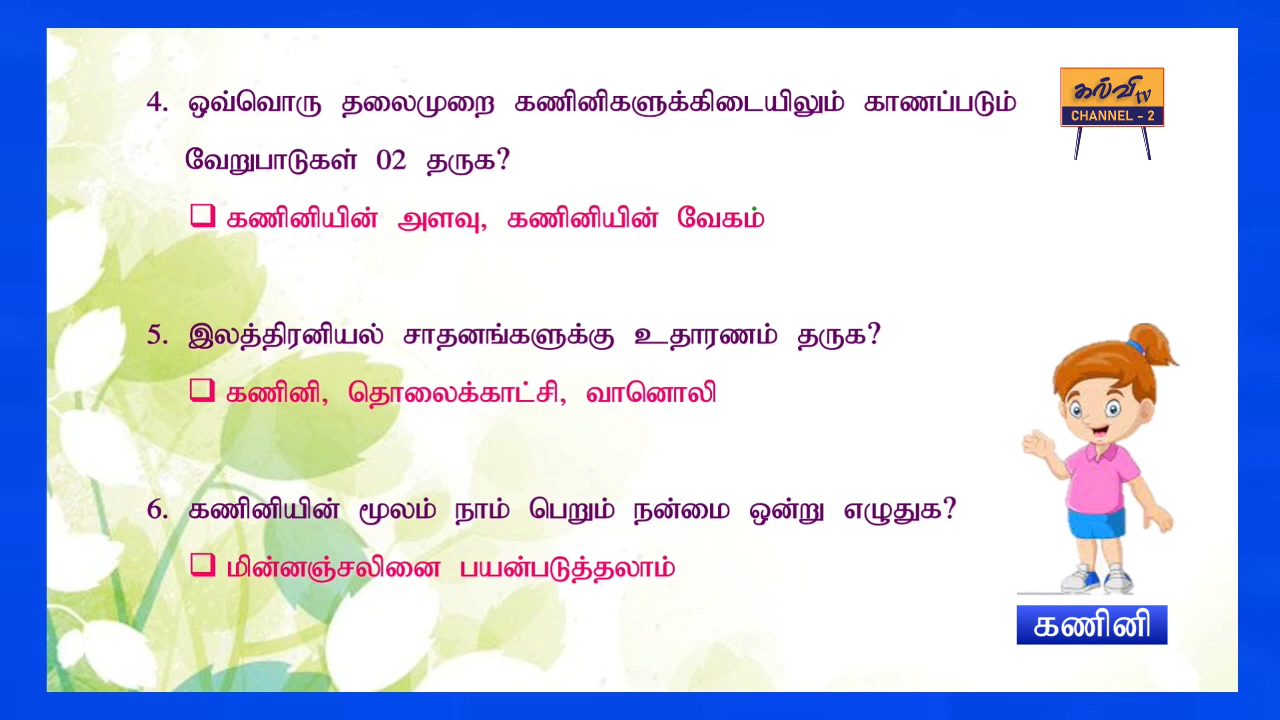 4. ஒவ்வொரு தலைமுறை கணினிகளுக்கிடையிலும் காணப்படும்
வேறுபாடுகள் 02 தருக?
❑ கணினியின் அளவு, கணினியின் வேகம்
5. இலத்திரனியல் சாதனங்களுக்கு உதாரணம் தருக?
❑ கணினி, தொலைக்காட்சி, வானொலி
6. கணினியின் மூலம் நாம் பெறும் நன்மை ஒன்று எழுதுக?
❑ மின்னஞ்சலினை பயன்படுத்தலாம்
கல்வி tv
CHANNEL - 2
கணினி